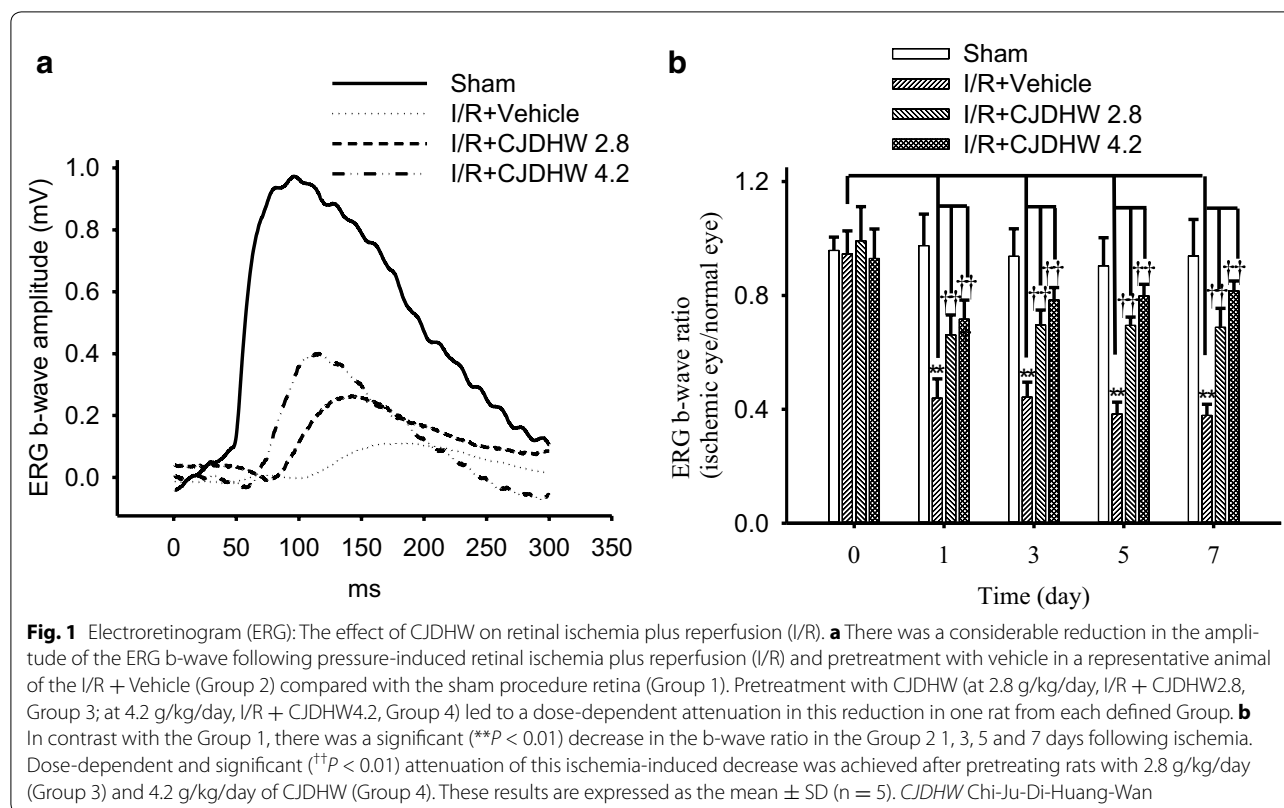 a
Sham
I/R+Vehicle
I/R+CJDHW 2.8
I/R+CJDHW 4.2
ERG b-wave amplitude (mV)
1.0
0.8
0.6
0.4
0.2
0.0
0 50 100 150 200 250 300 350
ms
b
Sham
I/R+Vehicle
I/R+CJDHW 2.8
I/R+CJDHW 4.2
ERG b-wave ratio
(ischemic eye/normal eye)
1.2
0.8
0.4
0.0
†† †† †† †† †† †† †† ††
** ** ** **
0 1 3 5 7
Time (day)
Fig. 1 Electroretinogram (ERG): The effect of CJDHW on retinal ischemia plus reperfusion (I/R). a There was a considerable reduction in the ampli-
tude of the ERG b-wave following pressure-induced retinal ischemia plus reperfusion (I/R) and pretreatment with vehicle in a representative animal
of the I/R + Vehicle (Group 2) compared with the sham procedure retina (Group 1). Pretreatment with CJDHW (at 2.8 g/kg/day, I/R + CJDHW2.8,
Group 3; at 4.2 g/kg/day, I/R + CJDHW4.2, Group 4) led to a dose-dependent attenuation in this reduction in one rat from each defined Group. b
In contrast with the Group 1, there was a significant (**P < 0.01) decrease in the b-wave ratio in the Group 2 1, 3, 5 and 7 days following ischemia.
Dose-dependent and significant (††P < 0.01) attenuation of this ischemia-induced decrease was achieved after pretreating rats with 2.8 g/kg/day
(Group 3) and 4.2 g/kg/day of CJDHW (Group 4). These results are expressed as the mean ± SD (n = 5). CJDHW Chi-Ju-Di-Huang-Wan